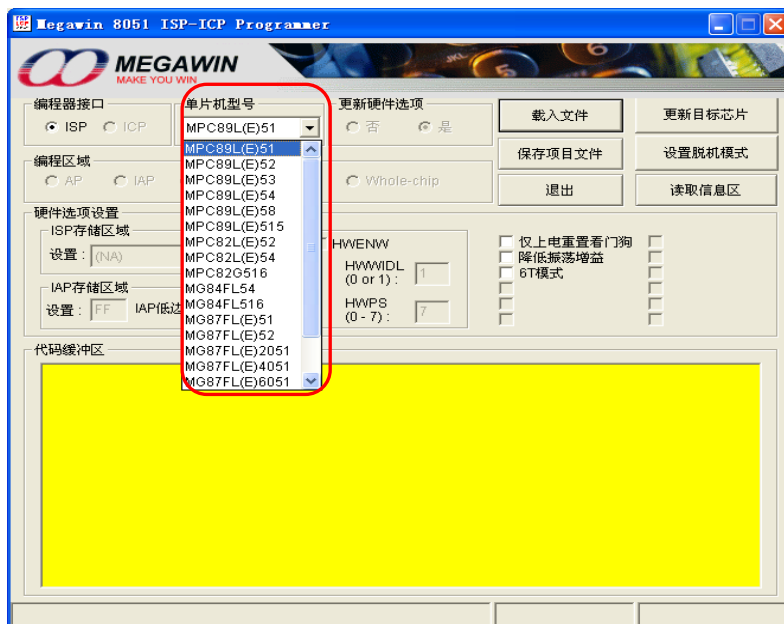 Megawin 8051 ISP-ICP Programmer
MEGAWIN
MAKE YOU WIN
编程器接口
ISP
ICP
单片机型号
MPC89L(E)51
更新硬件选项
否
是
载入文件
更新目标芯片
保存项目文件
设置脱机模式
退出
读取信息区
编程区域
AP
IAP
Whole-chip
MPC89L(E)51
MPC89L(E)52
MPC89L(E)53
MPC89L(E)54
MPC89L(E)58
MPC89L(E)515
MPC82L(E)52
MPC82L(E)54
MPC82G516
MG84FL54
MG84FL516
MG87FL(E)51
MG87FL(E)52
MG87FL(E)2051
MG87FL(E)4051
MG87FL(E)6051
硬件选项设置
ISP存储区域
设置 : (NA)
IAP存储区域
设置 : FF IAP低边
HWENW
HWWIDL
(0 or 1) : 1
HWPS
(0 - 7) : 7
仅上电重置看门狗
降低振荡增益
6T模式
代码缓冲区